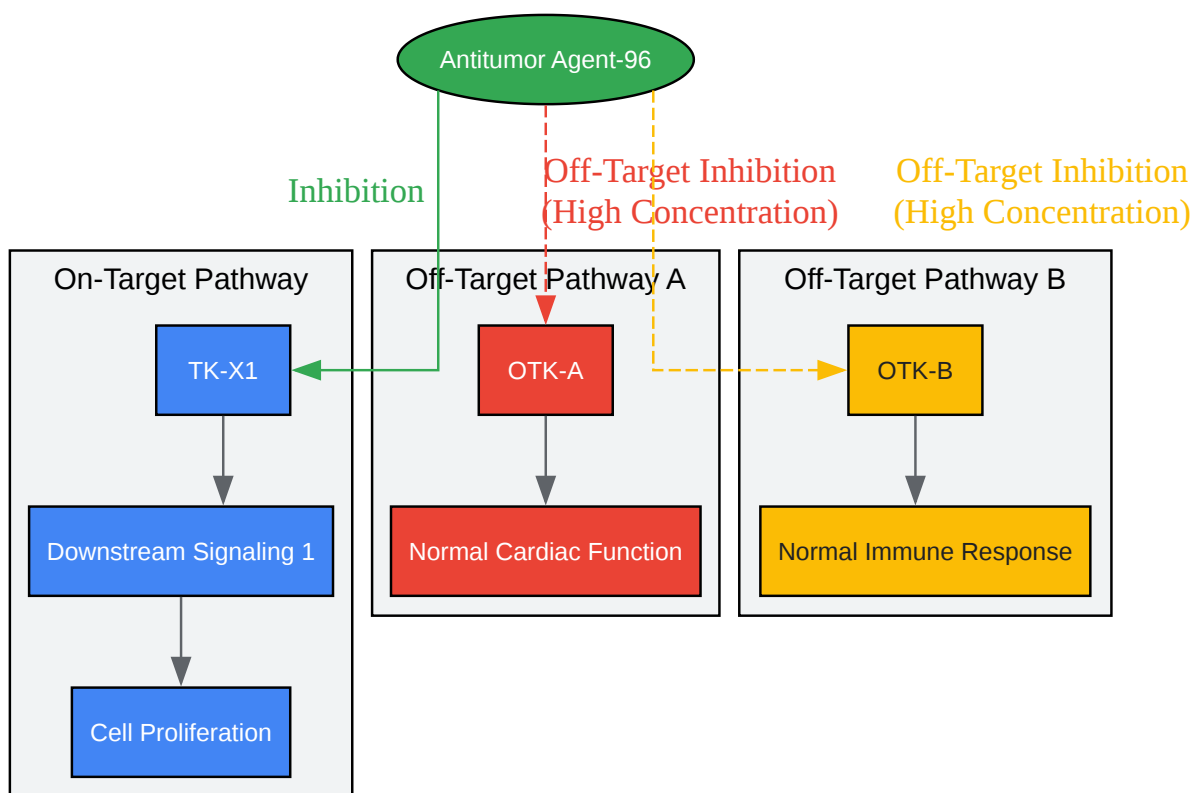 Antitumor Agent-96
Inhibition
Off-Target Inhibition
(High Concentration)
Off-Target Inhibition
(High Concentration)
On-Target Pathway
TK-X1
Downstream Signaling 1
Cell Proliferation
Off-Target Pathway A
OTK-A
Normal Cardiac Function
Off-Target Pathway B
OTK-B
Normal Immune Response